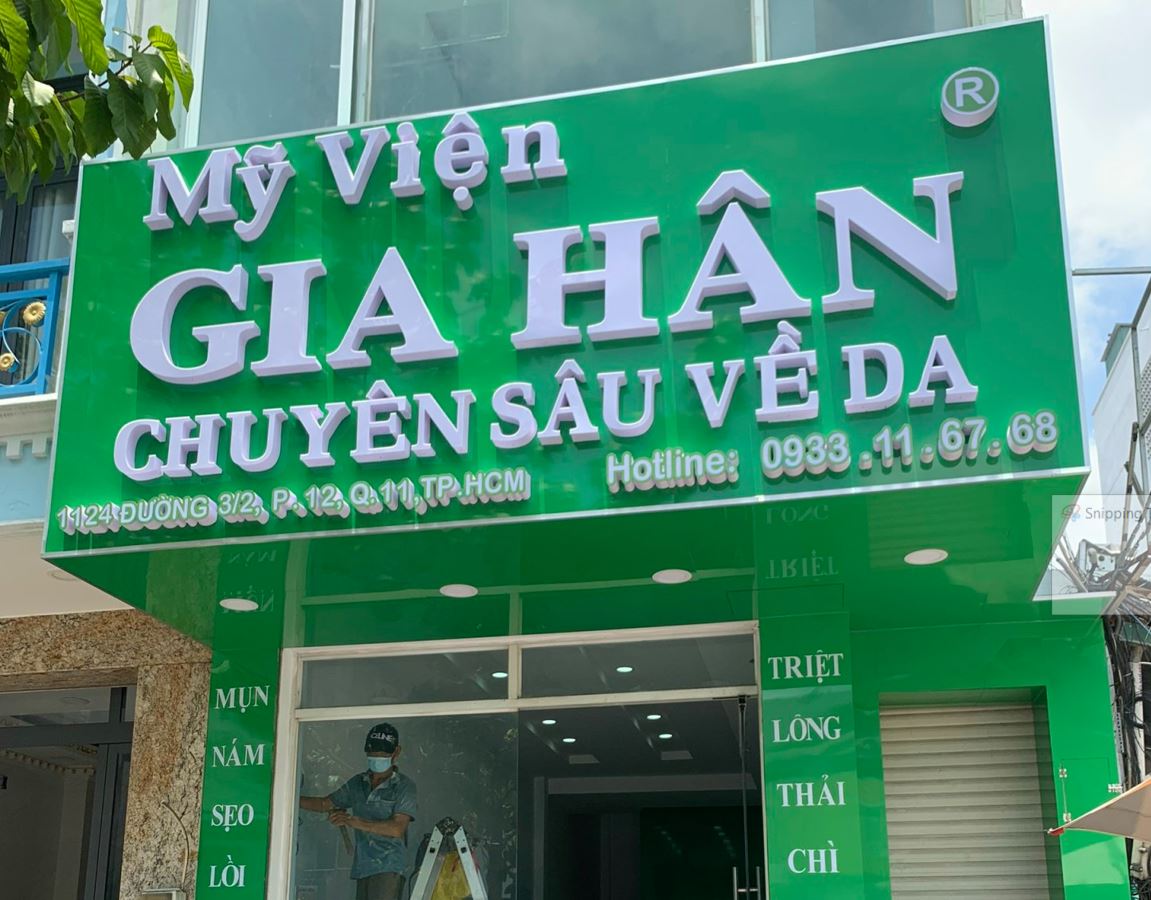 Mỹ Viện
®
GIA HÂN
CHUYÊN SÂU VỀ DA
1124 ĐƯỜNG 3/2, P. 12, Q.11, TP.HCM
Hotline: 0933.11.67.68
Snipping T
MỤN
NÁM
SẸO
LỒI
TRIỆT
LÔNG
THẢI
CHÌ